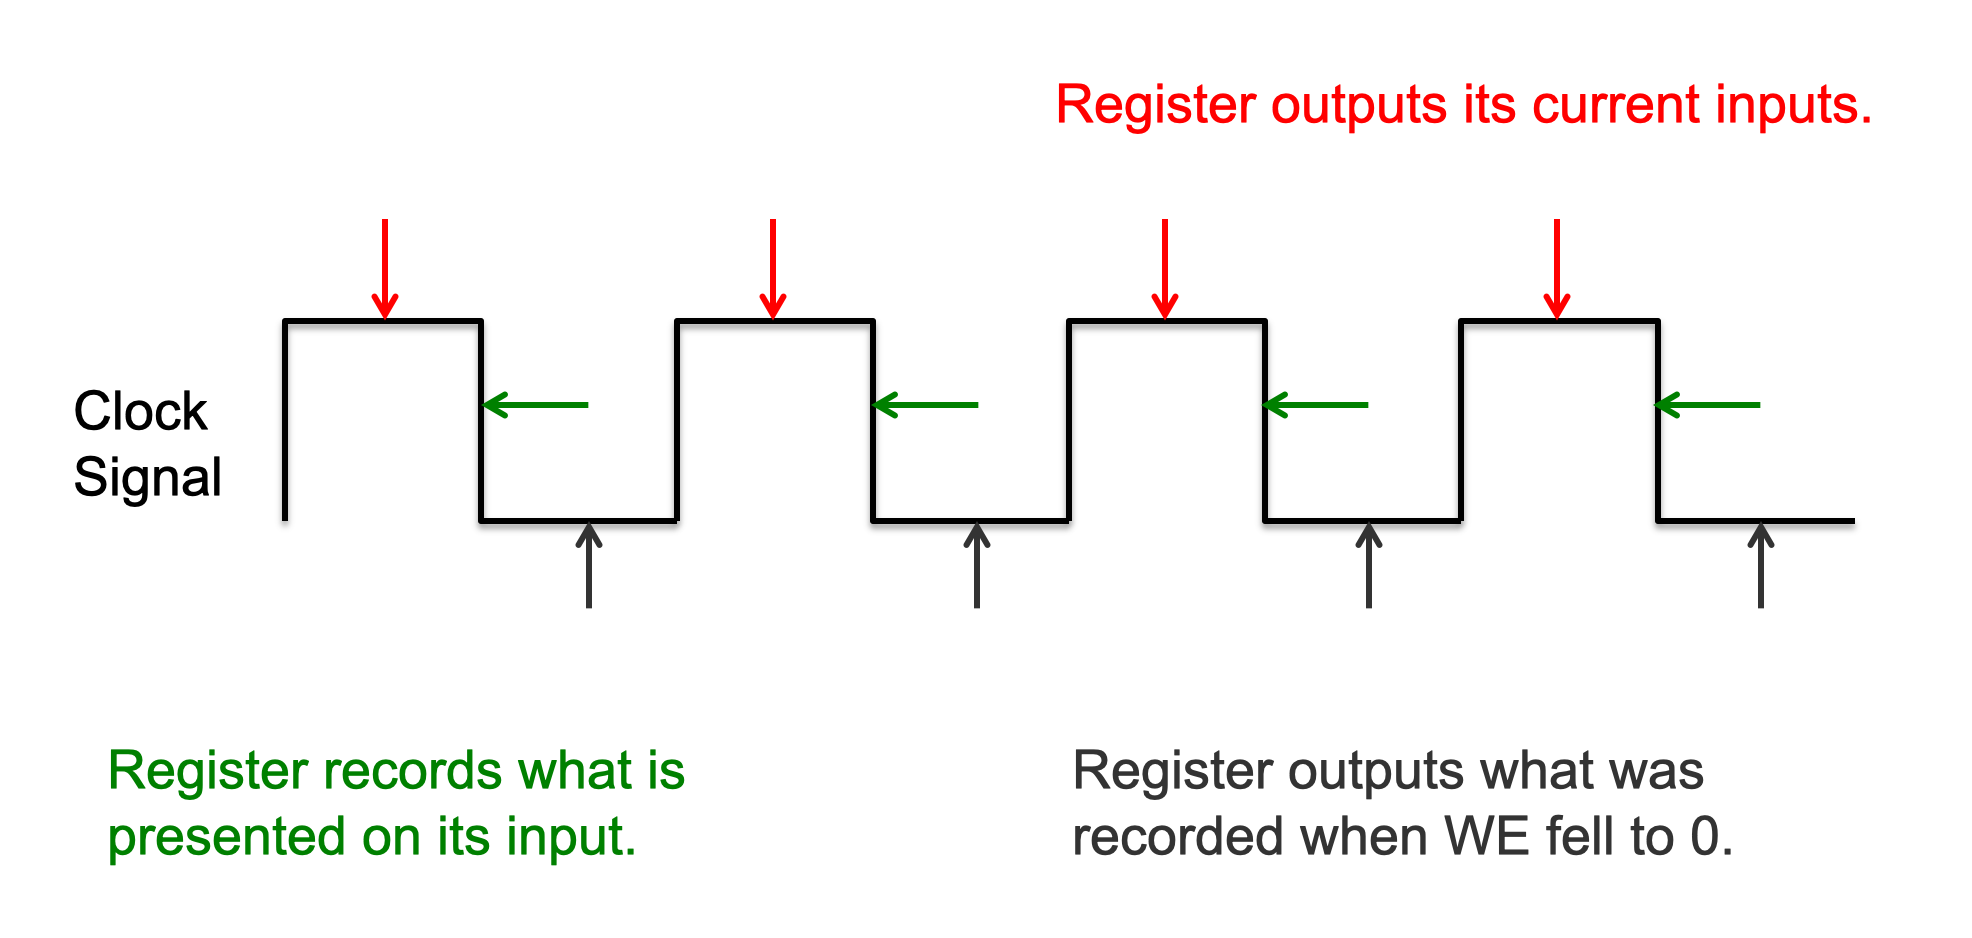 Register outputs its current inputs.
Clock
Signal
Register records what is
presented on its input.
Register outputs what was
recorded when WE fell to 0.